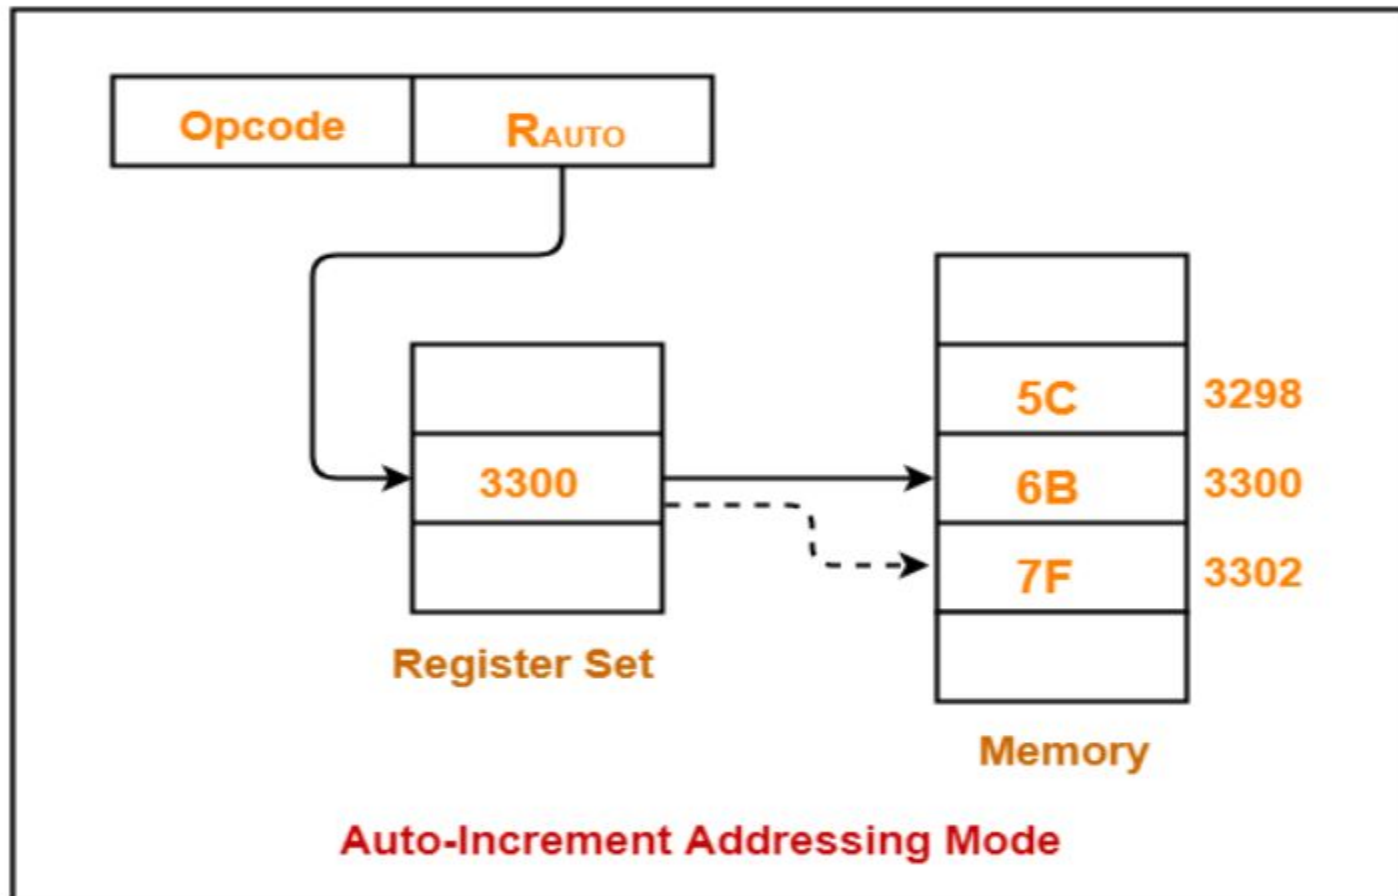 Opcode RAUTO
5C 3298
3300 6B 3300
7F 3302
Register Set
Memory
Auto-Increment Addressing Mode